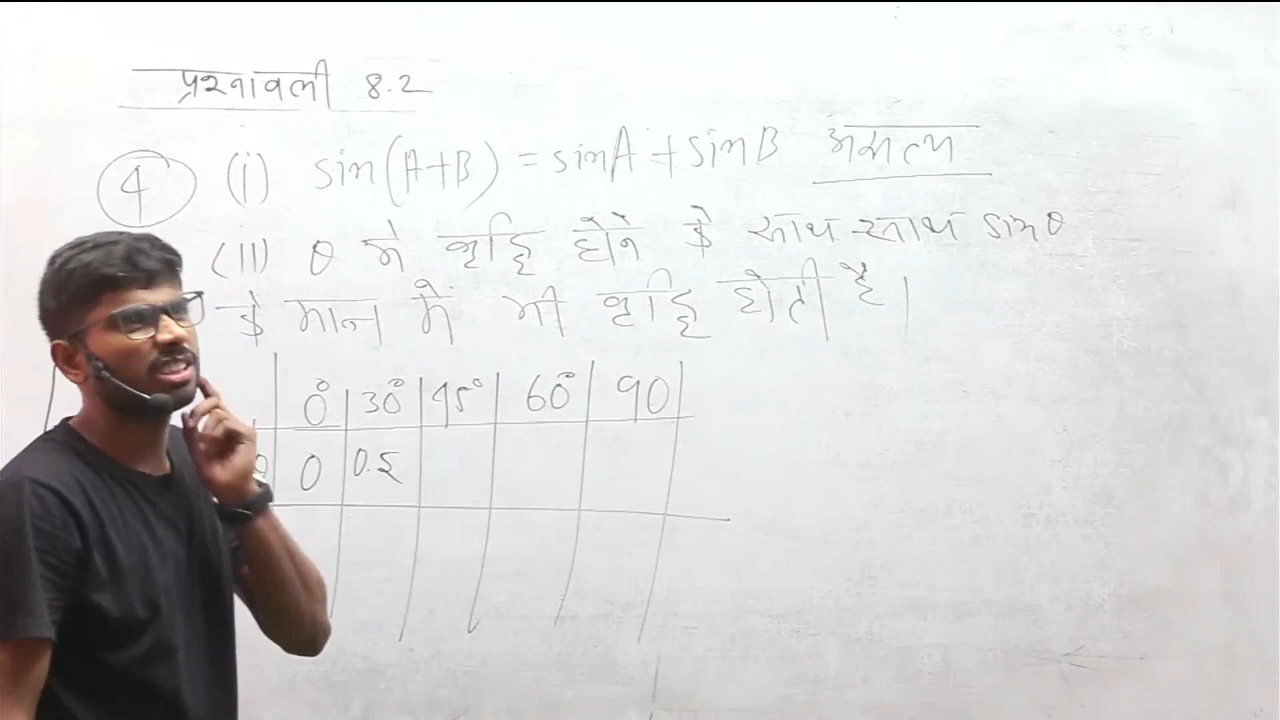 प्रश्नावली 8.2
4 (i) sin(A+B) = sinA + sinB असत्य
(ii) θ में वृद्धि होने के साथ साथ sinθ
के मान में भी वृद्धि होती है।
0° 30° 45° 60° 90
0 0.5